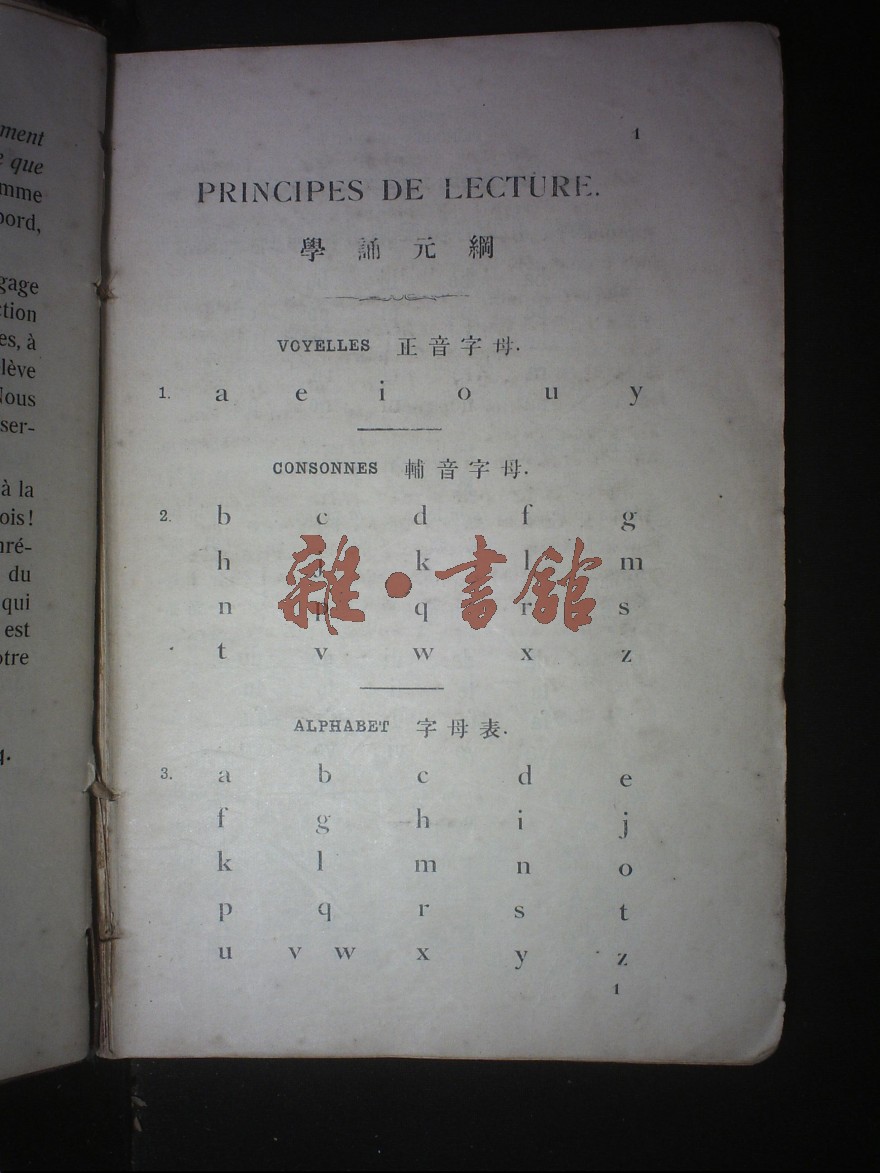 ment
que
mme
bord,
gage
ction
es, à
lève
Nous
ser-
à la
ois!
nré-
du
qui
est
otre
1
PRINCIPES DE LECTURE.
學 誦 元 綱
VOYELLES 正音字母.
1. a e i o u y
CONSONNES 輔音字母.
2. b c d f g
h j k l m
n p q r s
t v w x z
雜·書館
ALPHABET 字母表.
3. a b c d e
f g h i j
k l m n o
p q r s t
u v w x y z
1